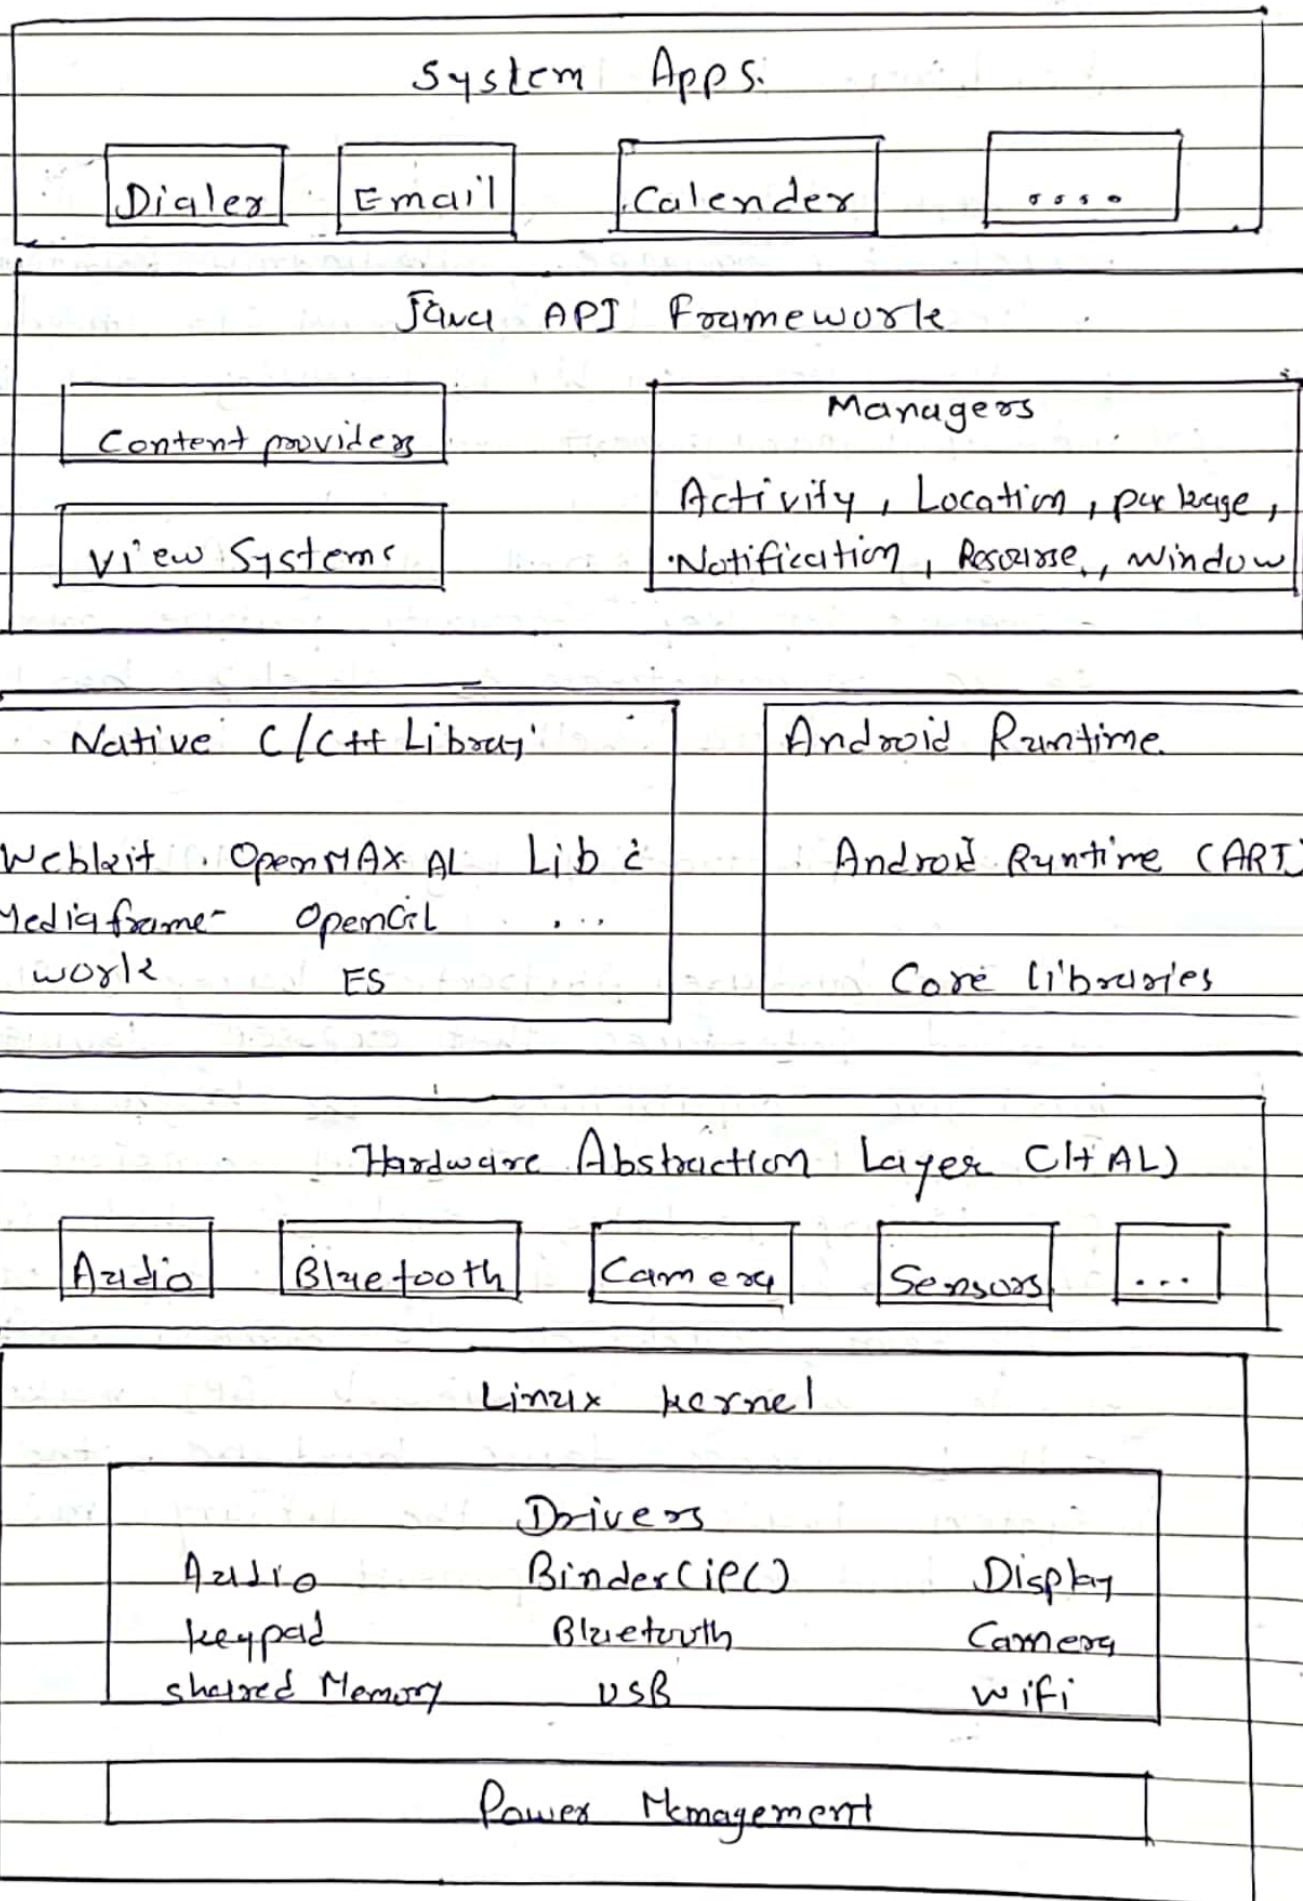 System Apps.
Dialer Email Calender ....
Java API Framework
Content providers
View Systems
Managers
Activity, Location, package,
Notification, Resourse, window
Native C/C++ Library
Webkit OpenMAX AL Lib c
Media frame- OpenGL ...
work ES
Android Runtime
Android Runtime (ART)
Core libraries
Hardware Abstraction Layer (HAL)
Audio Bluetooth Camera Sensors ...
Linux kernel
Drivers
Audio Binder (iPC) Display
keypad Bluetooth Camera
shared Memory USB wifi
Power Management